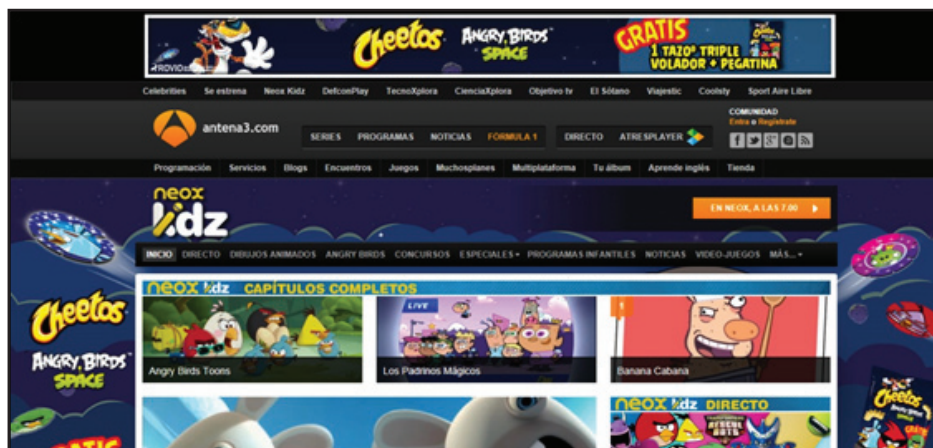 Cheetos ANGRY BIRDS SPACE
GRATIS
1 TAZO® TRIPLE VOLADOR + PEGATINA
Celebrities Se estrena Neox Kidz DefconPlay TecnoXplora CienciaXplora Objetivo tv El Sótano Viajestic Coolsty Sport Aire Libre
antena3.com
SERIES PROGRAMAS NOTICIAS FÓRMULA 1 DIRECTO ATRESPLAYER
COMUNIDAD
Entra o Regístrate
Programación Servicios Blogs Encuentros Juegos Muchosplanes Multiplataforma Tu álbum Aprende inglés Tienda
neox kidz
EN NEOX, A LAS 7.00
INICIO DIRECTO DIBUJOS ANIMADOS ANGRY BIRDS CONCURSOS ESPECIALES PROGRAMAS INFANTILES NOTICIAS VIDEO-JUEGOS MÁS...
neox kidz CAPÍTULOS COMPLETOS
LIVE
Angry Birds Toons
Los Padrinos Mágicos
Banana Cabana
Cheetos
ANGRY BIRDS
SPACE
GRATIS
neox kidz DIRECTO
Cheetos